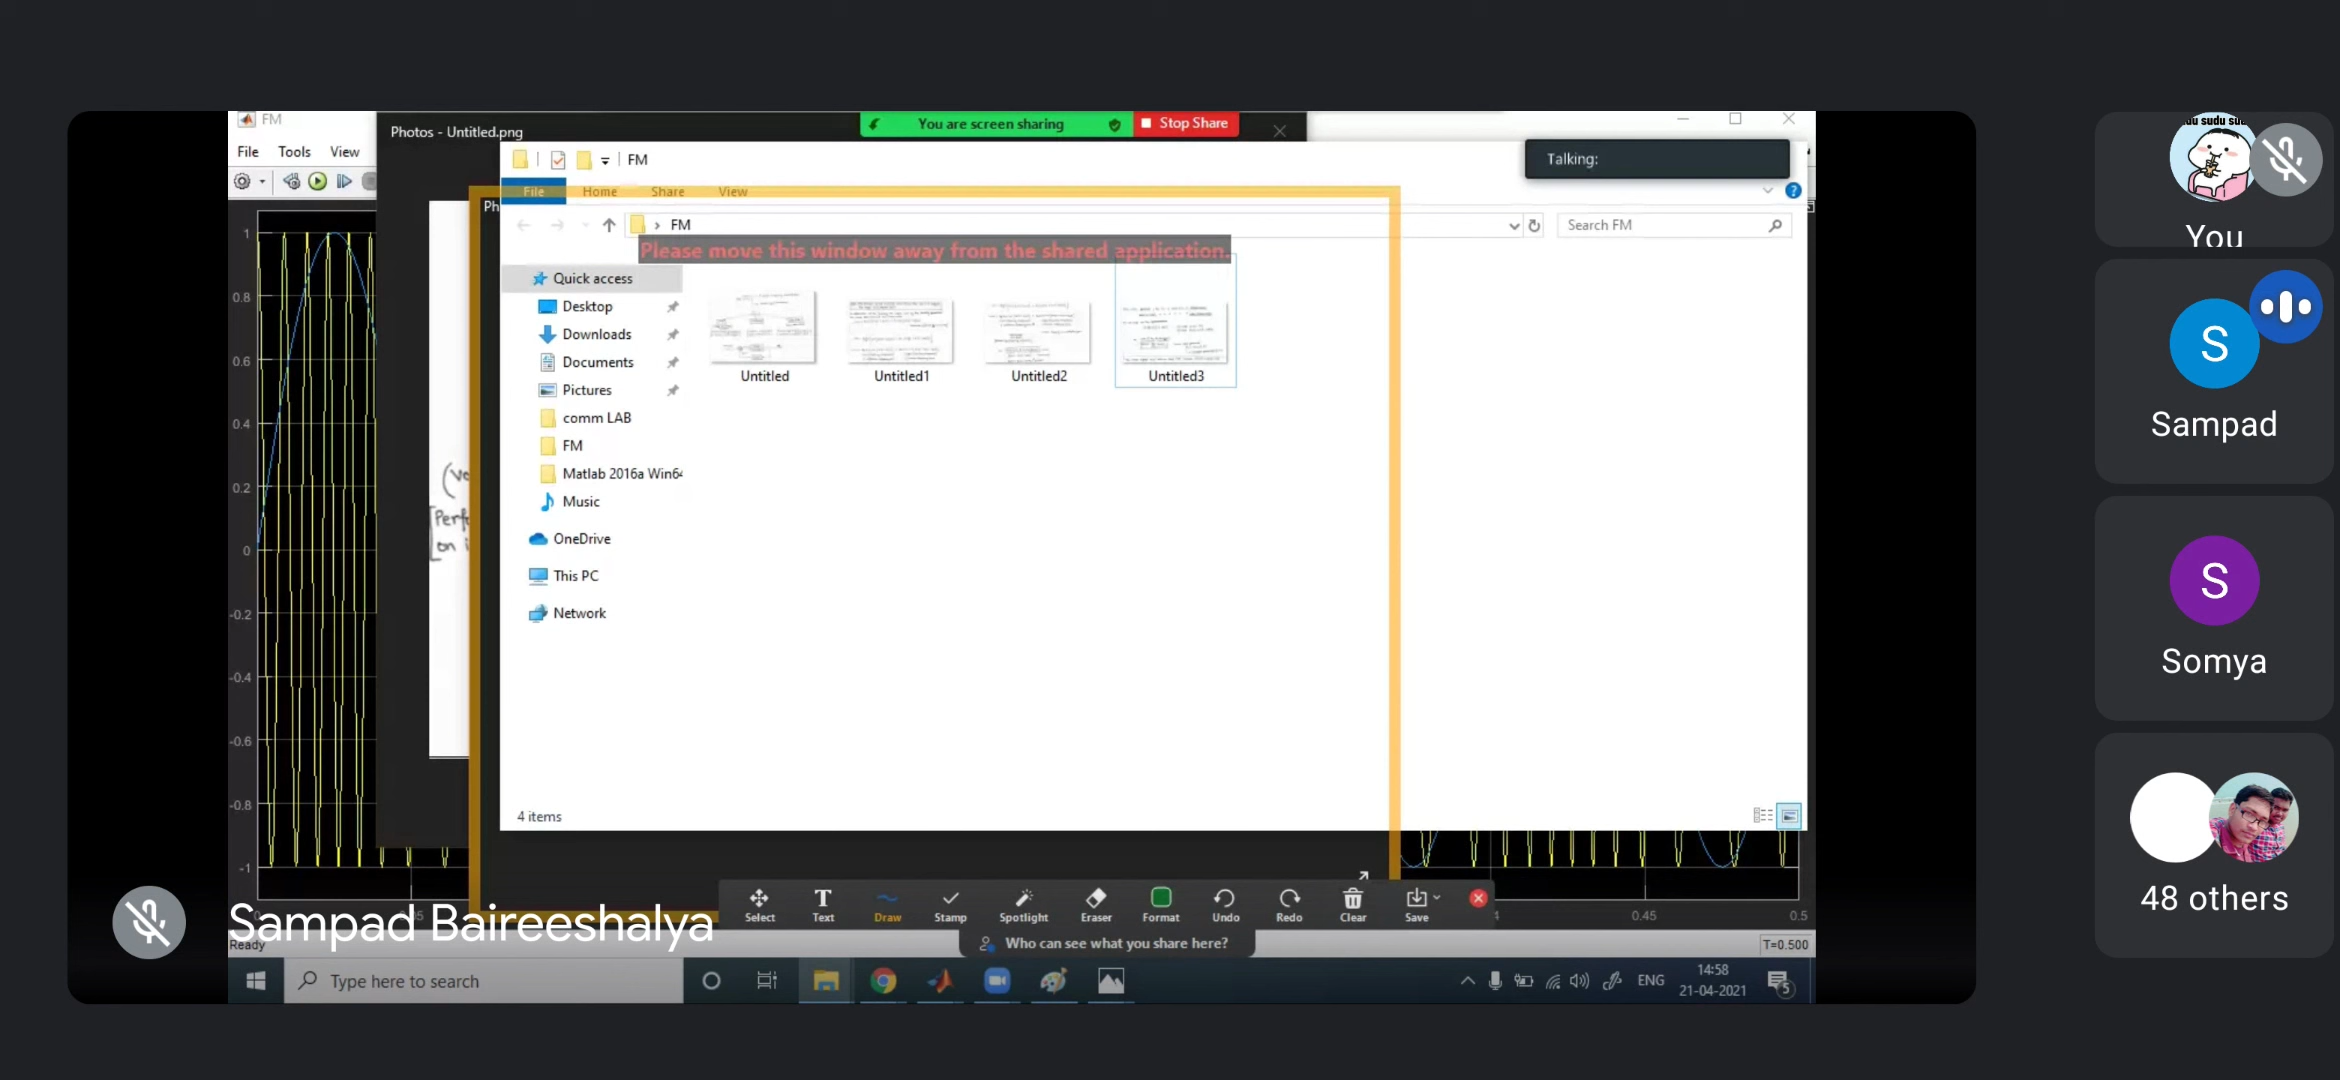 FM
Photos - Untitled.png
You are screen sharing
Stop Share
File Tools View
FM
Talking:
File Home Share View
Ph
FM
Search FM
Please move this window away from the shared application.
Quick access
Desktop
Downloads
Documents
Pictures
comm LAB
FM
Matlab 2016a Win64
Music
OneDrive
This PC
Network
Untitled
Untitled1
Untitled2
Untitled3
4 items
1
0.8
0.6
0.4
0.2
0
-0.2
-0.4
-0.6
-0.8
-1
[Perf
on i
Select
Text
Draw
Stamp
Spotlight
Eraser
Format
Undo
Redo
Clear
Save
0.45
0.5
Who can see what you share here?
Sampad Baireeshalya
Ready
T=0.500
Type here to search
ENG
14:58
21-04-2021
5
You
S
Sampad
S
Somya
48 others